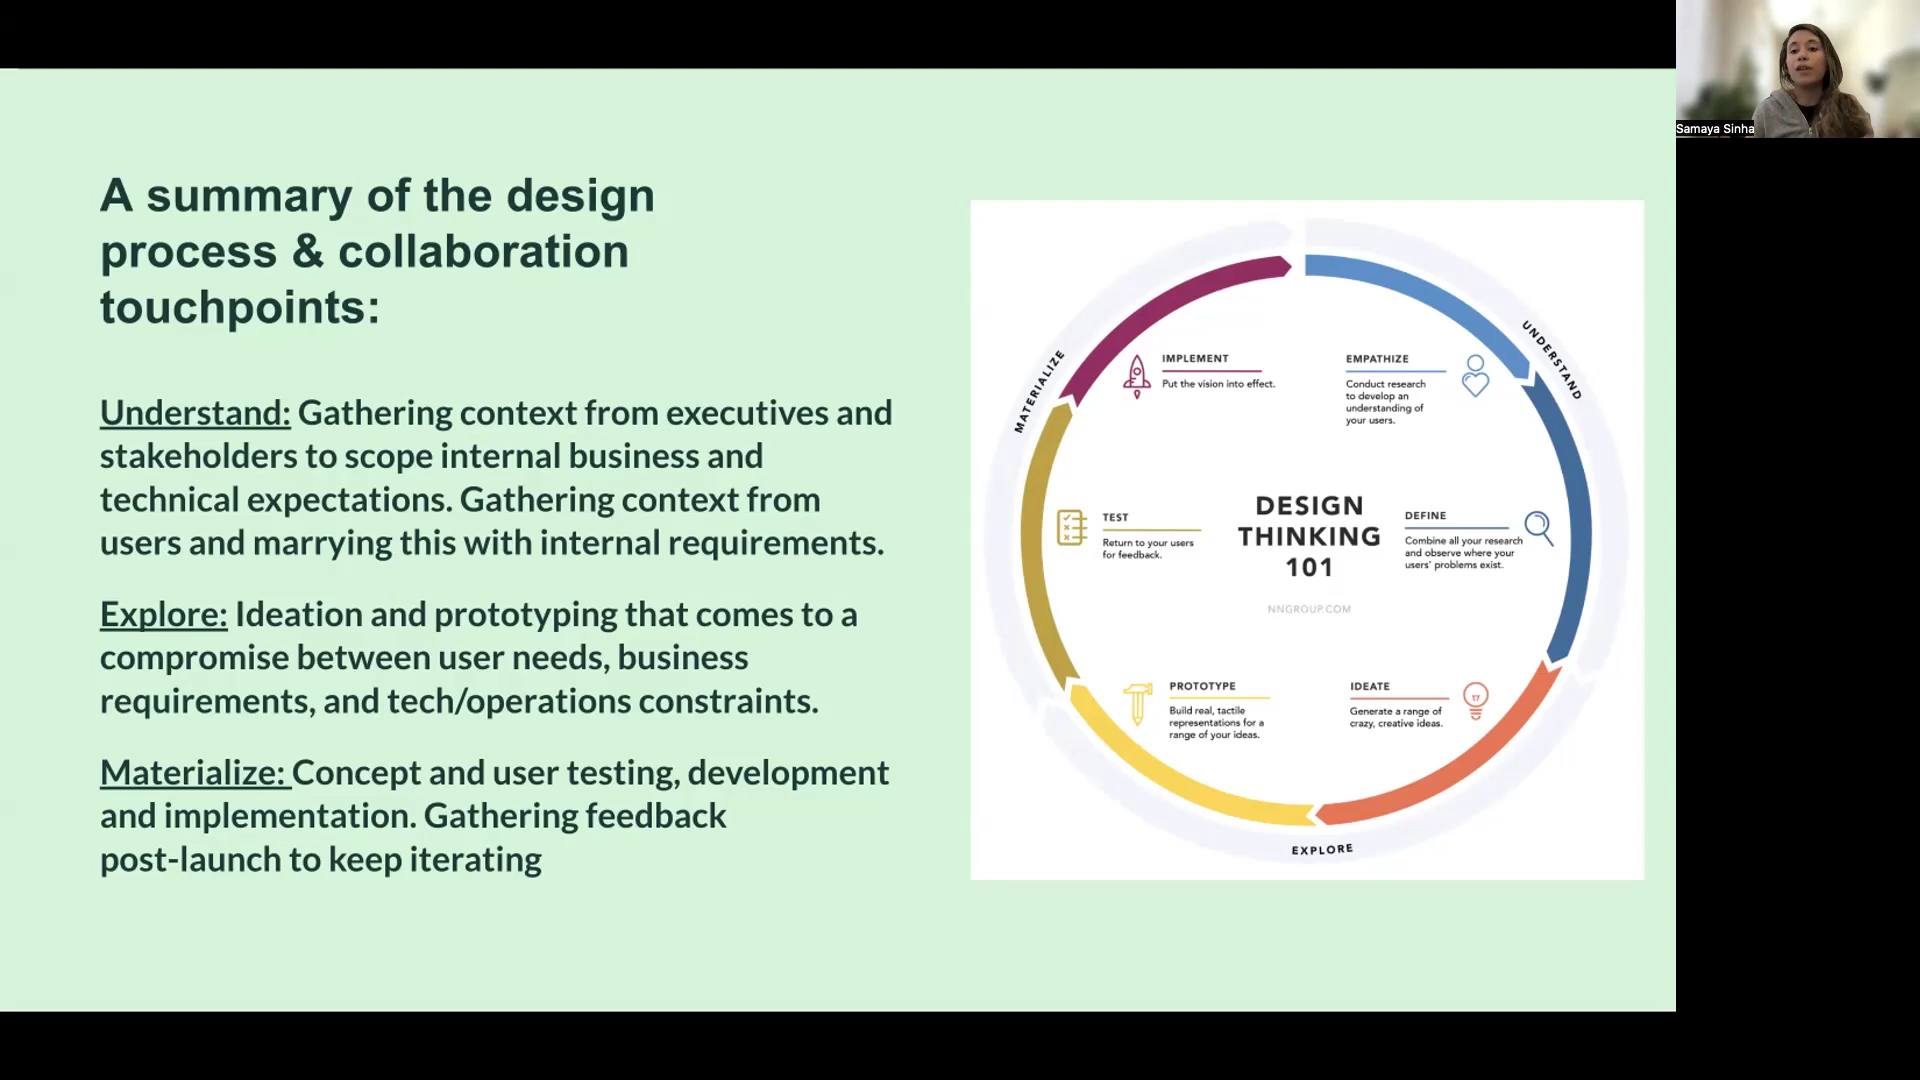 Samaya Sinha
A summary of the design
process & collaboration
touchpoints:
Understand: Gathering context from executives and
stakeholders to scope internal business and
technical expectations. Gathering context from
users and marrying this with internal requirements.
Explore: Ideation and prototyping that comes to a
compromise between user needs, business
requirements, and tech/operations constraints.
Materialize: Concept and user testing, development
and implementation. Gathering feedback
post-launch to keep iterating
UNDERSTAND
EMPATHIZE
Conduct research
to develop an
understanding of
your users.
DEFINE
Combine all your research
and observe where your
users' problems exist.
EXPLORE
IDEATE
Generate a range of
crazy, creative ideas.
PROTOTYPE
Build real, tactile
representations for a
range of your ideas.
MATERIALIZE
TEST
Return to your users
for feedback.
IMPLEMENT
Put the vision into effect.
DESIGN
THINKING
101
NNGROUP.COM